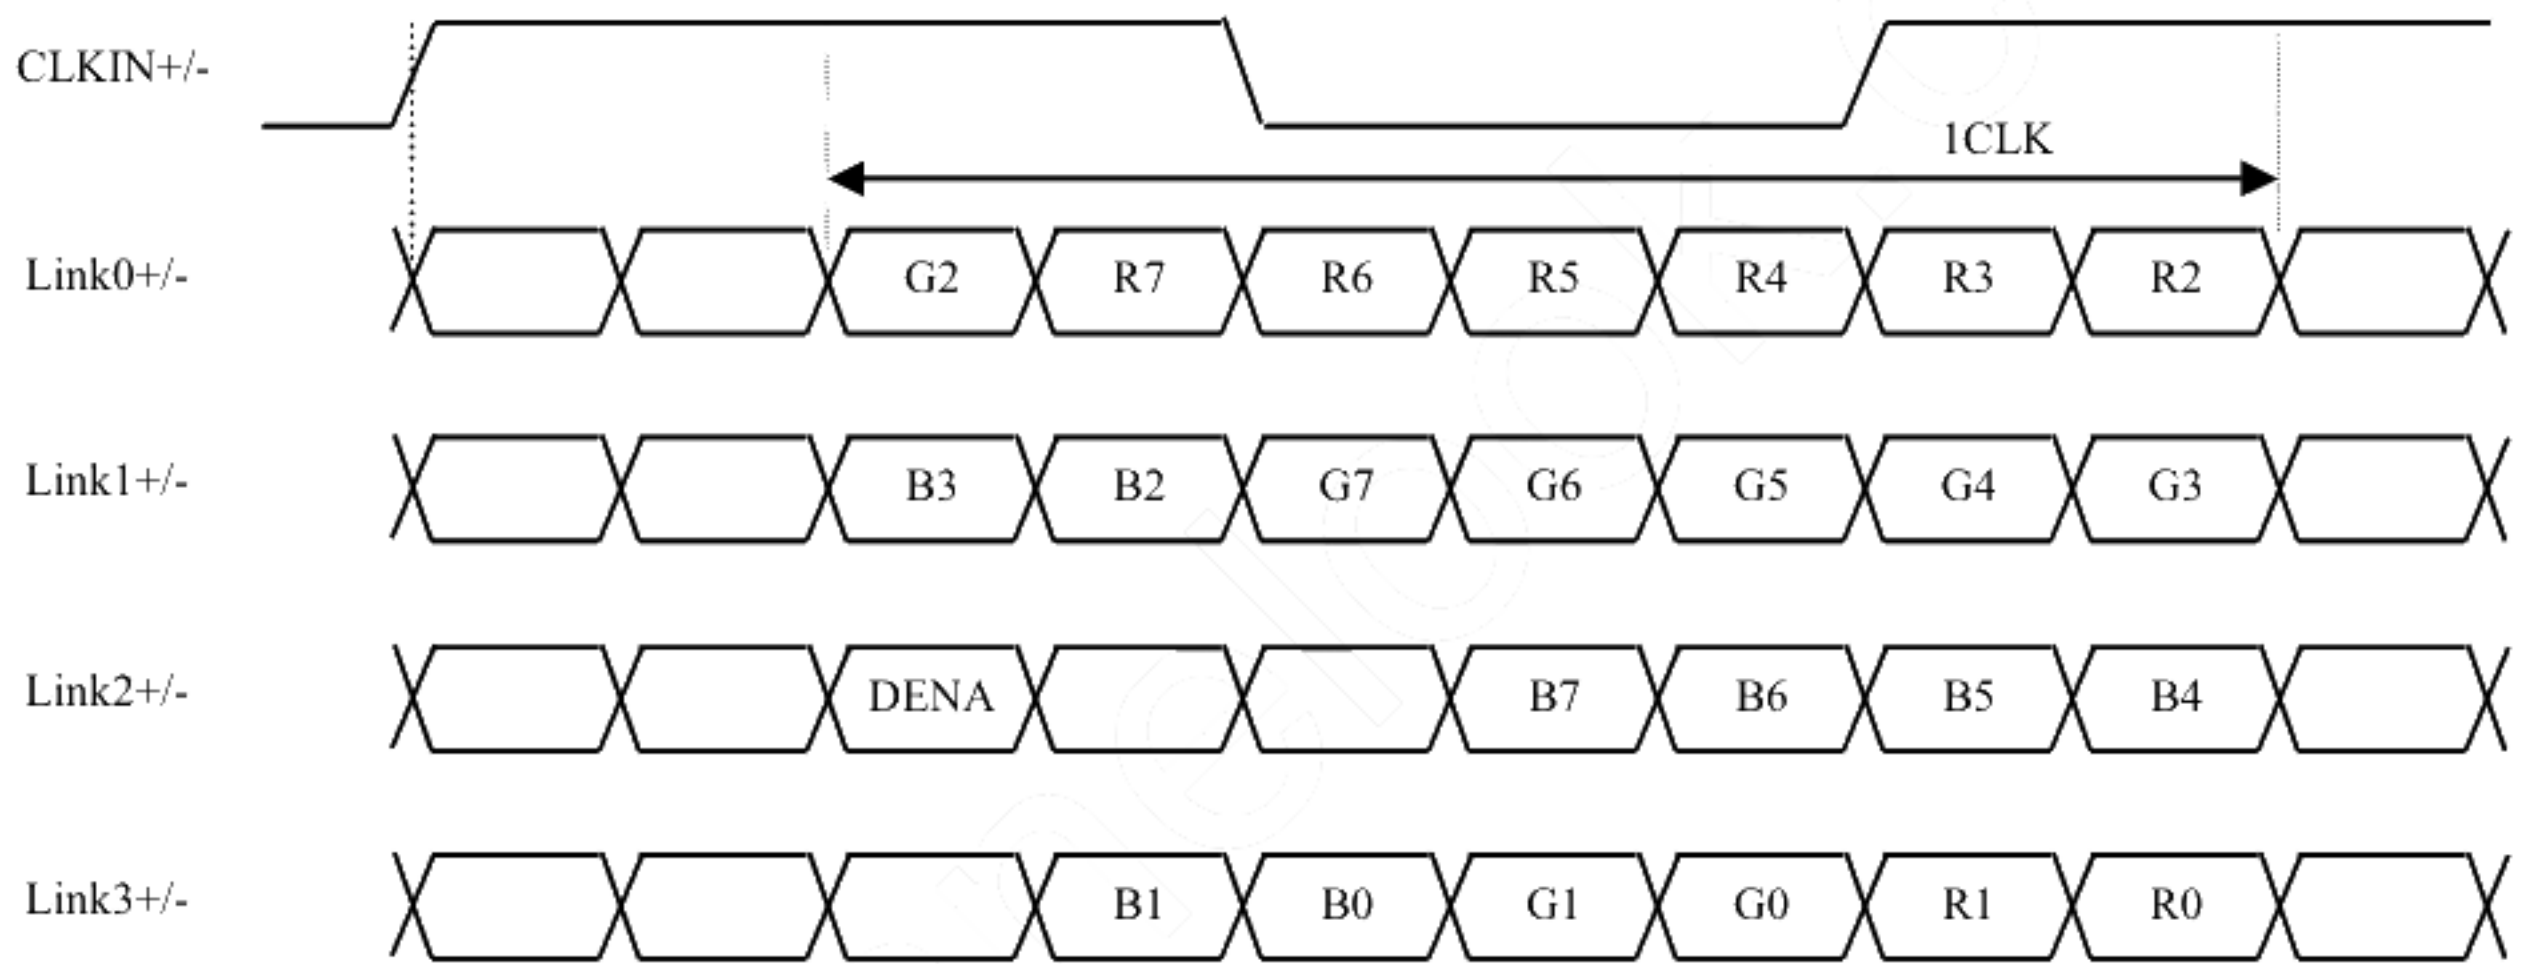 CLKIN+/-
1CLK
Link0+/- G2 R7 R6 R5 R4 R3 R2
Link1+/- B3 B2 G7 G6 G5 G4 G3
Link2+/- DENA B7 B6 B5 B4
Link3+/- B1 B0 G1 G0 R1 R0